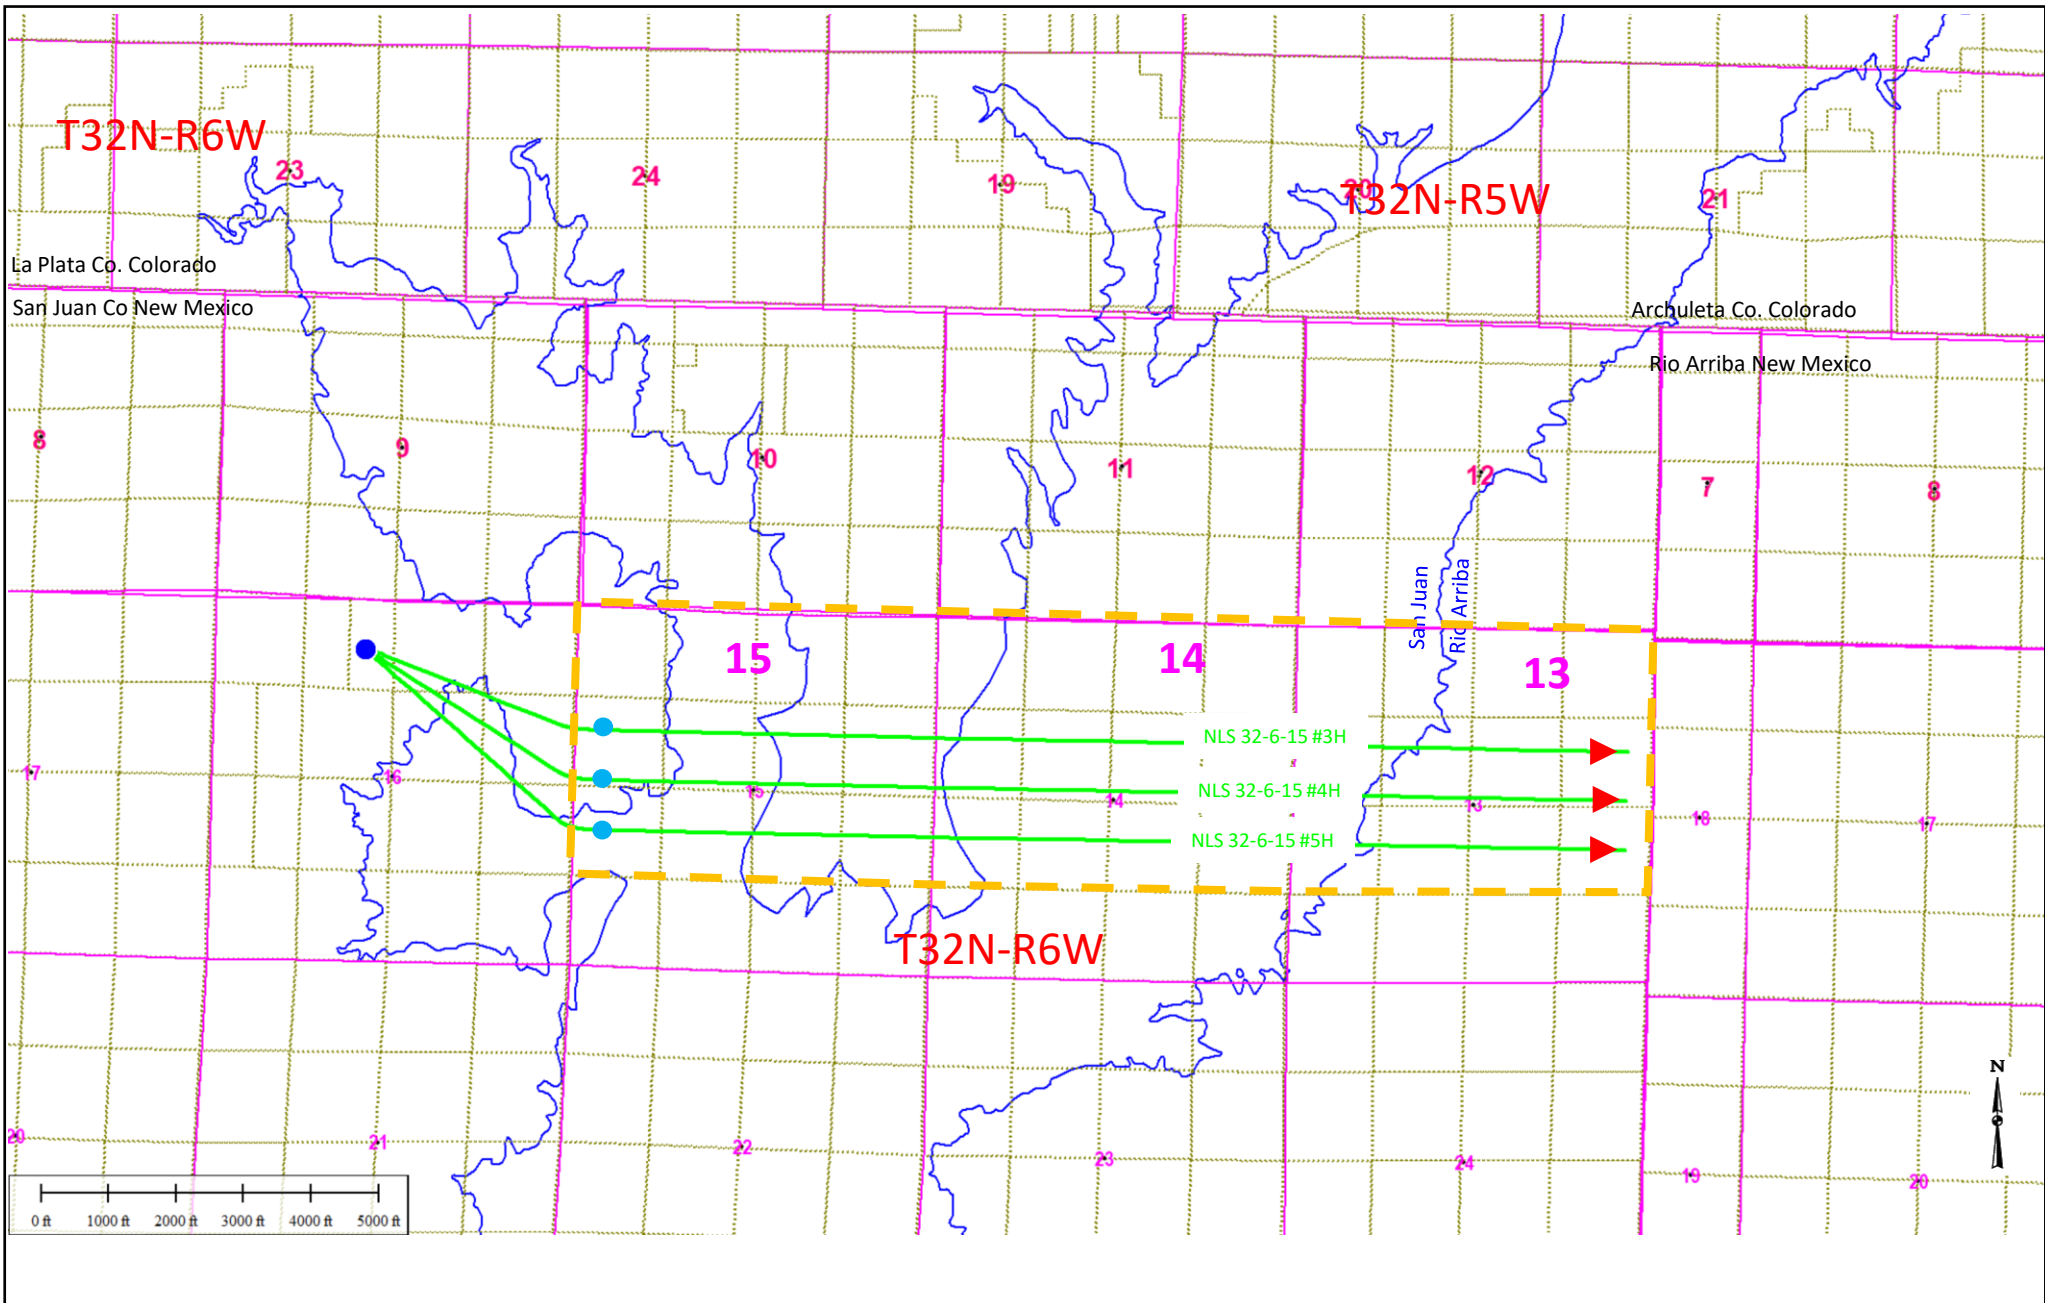 T32N-R6W
23
24
19
20
T32N-R5W
21
La Plata Co. Colorado
San Juan Co New Mexico
Archuleta Co. Colorado
Rio Arriba New Mexico
8
9
10
11
12
7
8
San Juan
Rio Arriba
15
14
13
NLS 32-6-15 #3H
NLS 32-6-15 #4H
NLS 32-6-15 #5H
17
16
15
14
13
18
17
T32N-R6W
20
21
22
23
24
19
20
N
0 ft 1000 ft 2000 ft 3000 ft 4000 ft 5000 ft